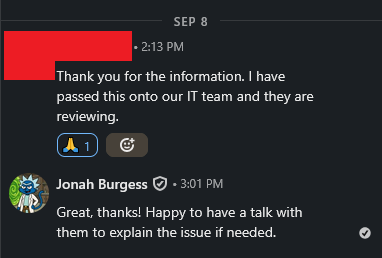 SEP 8
• 2:13 PM
Thank you for the information. I have
passed this onto our IT team and they are
reviewing.
🙏 1
Jonah Burgess • 3:01 PM
Great, thanks! Happy to have a talk with
them to explain the issue if needed.